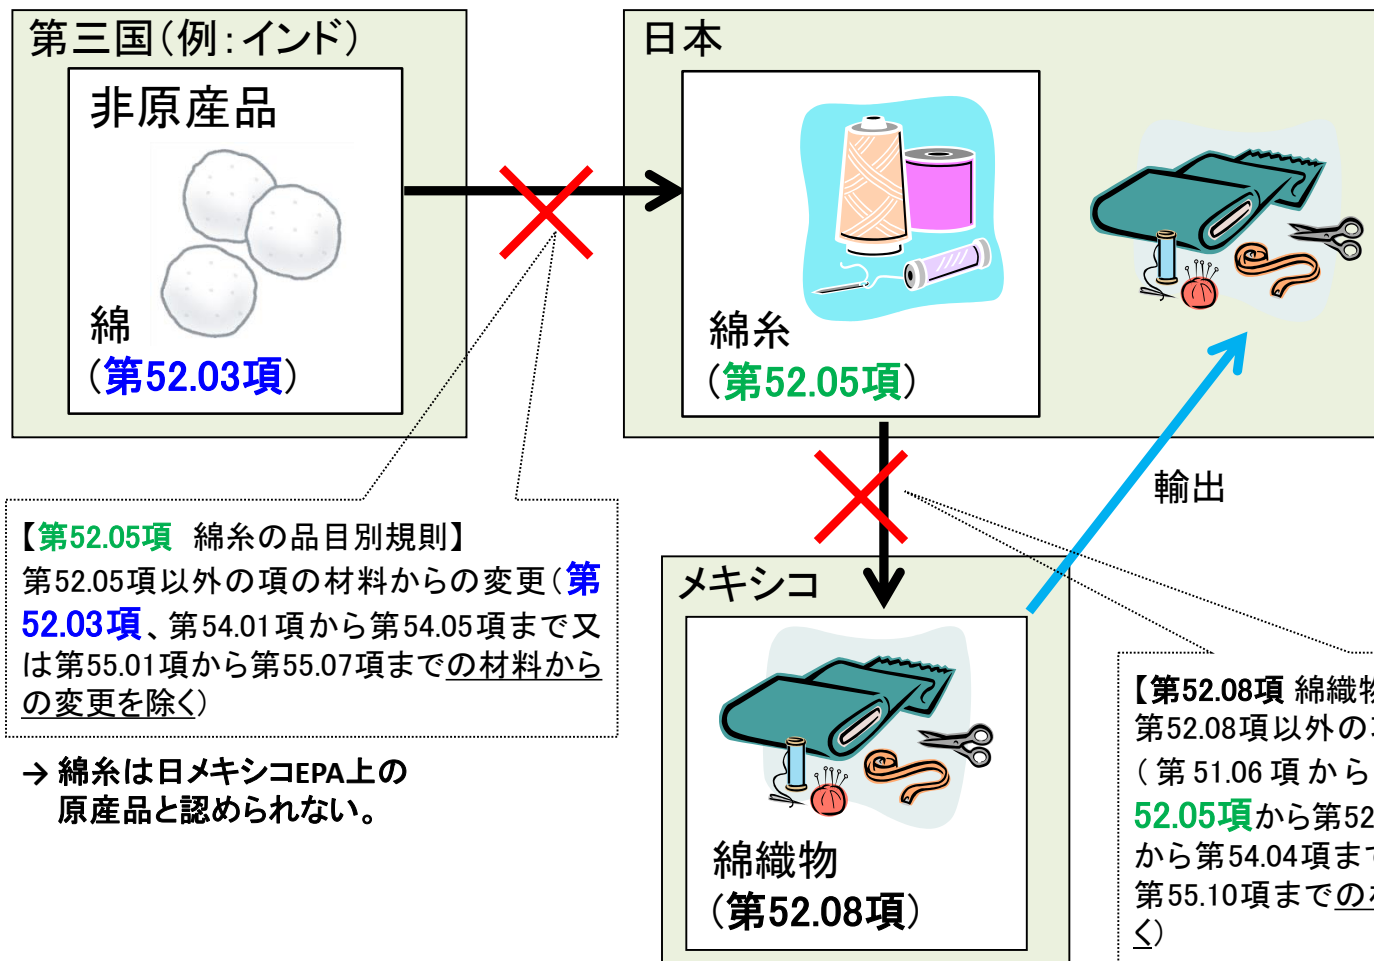 第三国(例:インド)
非原産品
綿
(第52.03項)
日本
綿糸
(第52.05項)
輸出
【第52.05項 綿糸の品目別規則】
第52.05項以外の項の材料からの変更(第
52.03項、第54.01項から第54.05項まで又
は第55.01項から第55.07項までの材料から
の変更を除く)
→ 綿糸は日メキシコEPA上の
原産品と認められない。
メキシコ
綿織物
(第52.08項)
【第52.08項 綿織物
第52.08項以外の
(第51.06項から
52.05項から第52
から第54.04項まで
第55.10項までの
く)